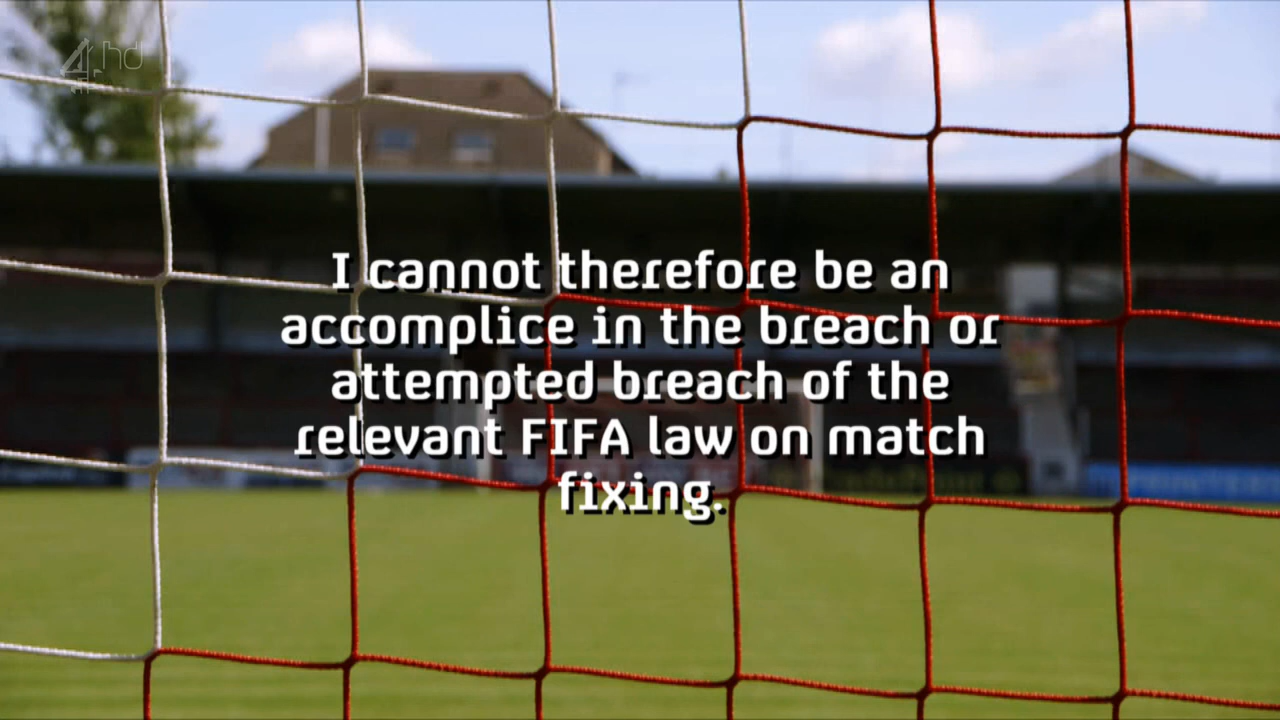 4hd
I cannot therefore be an
accomplice in the breach or
attempted breach of the
relevant FIFA law on match
fixing.